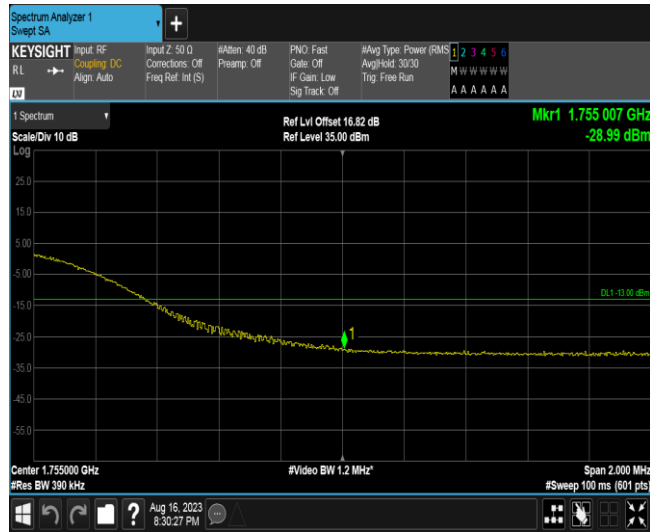 Spectrum Analyzer 1
Swept SA
+
KEYSIGHT
RL
LXI
Input: RF
Coupling: DC
Align: Auto
Input Z: 50 Ω
Corrections: Off
Freq Ref: Int (S)
#Atten: 40 dB
Preamp: Off
PNO: Fast
Gate: Off
IF Gain: Low
Sig Track: Off
#Avg Type: Power (RMS
Avg|Hold: 30/30
Trig: Free Run
1 2 3 4 5 6
M W W W W W
A A A A A A
1 Spectrum
Scale/Div 10 dB
Ref Lvl Offset 16.82 dB
Ref Level 35.00 dBm
Mkr1 1.755 007 GHz
-28.99 dBm
Log
25.0
15.0
5.00
-5.00
DL1 -13.00 dBm
-15.0
-25.0
1
-35.0
-45.0
-55.0
Center 1.755000 GHz
#Res BW 390 kHz
#Video BW 1.2 MHz*
Span 2.000 MHz
#Sweep 100 ms (601 pts)
?
Aug 16, 2023
8:30:27 PM